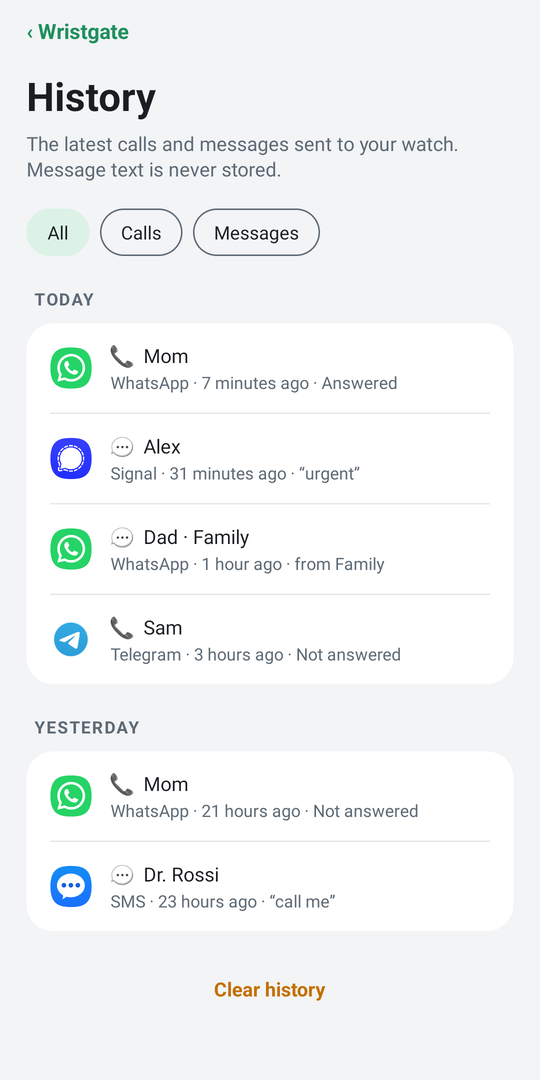 ‹ Wristgate
History
The latest calls and messages sent to your watch.
Message text is never stored.
All
Calls
Messages
TODAY
Mom
WhatsApp · 7 minutes ago · Answered
Alex
Signal · 31 minutes ago · “urgent”
Dad · Family
WhatsApp · 1 hour ago · from Family
Sam
Telegram · 3 hours ago · Not answered
YESTERDAY
Mom
WhatsApp · 21 hours ago · Not answered
Dr. Rossi
SMS · 23 hours ago · “call me”
Clear history